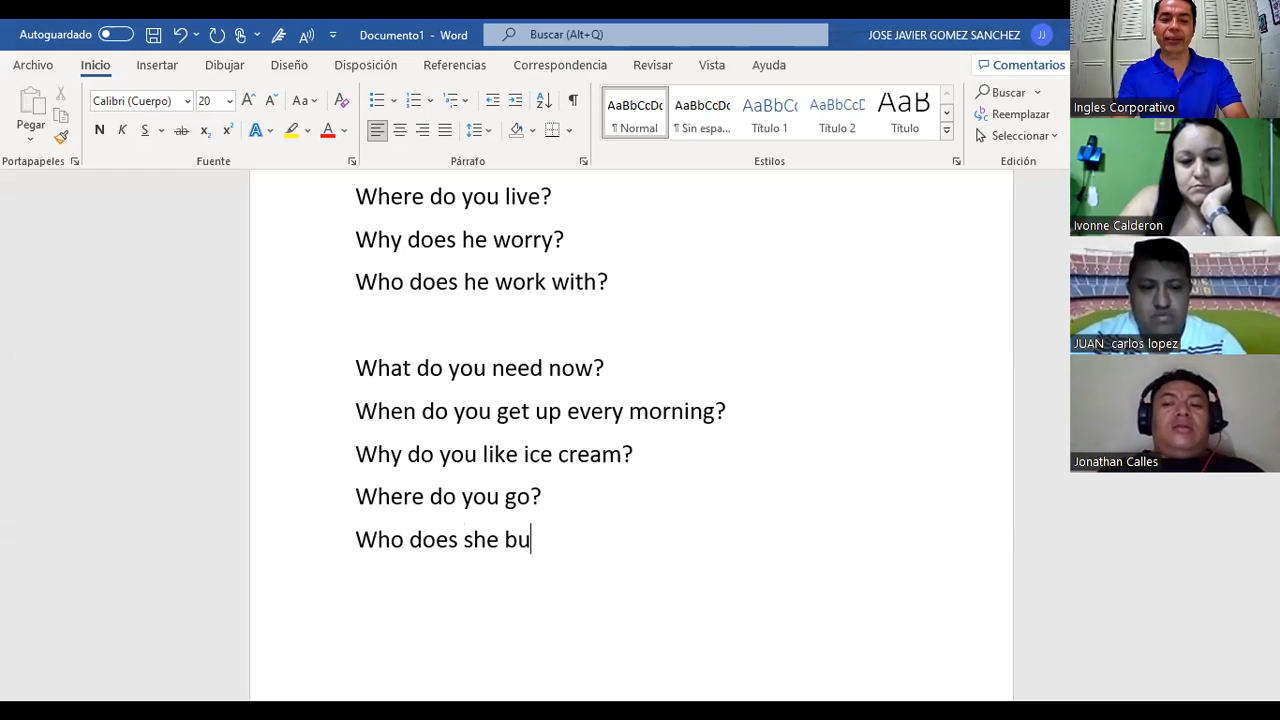 Autoguardado Documento1 - Word Buscar (Alt+Q) JOSE JAVIER GOMEZ SANCHEZ JJ
Archivo Inicio Insertar Dibujar Diseño Disposición Referencias Correspondencia Revisar Vista Ayuda Comentarios
Pegar
Portapapeles
Calibri (Cuerpo) 20
Fuente
Párrafo
AaBbCcDc AaBbCcDc AaBbCc AaBbCcD AaB
¶ Normal ¶ Sin espa... Título 1 Título 2 Título
Estilos
Buscar
Reemplazar
Seleccionar
Edición
Where do you live?
Why does he worry?
Who does he work with?
What do you need now?
When do you get up every morning?
Why do you like ice cream?
Where do you go?
Who does she bu
Ingles Corporativo
Ivonne Calderon
JUAN carlos lopez
Jonathan Calles